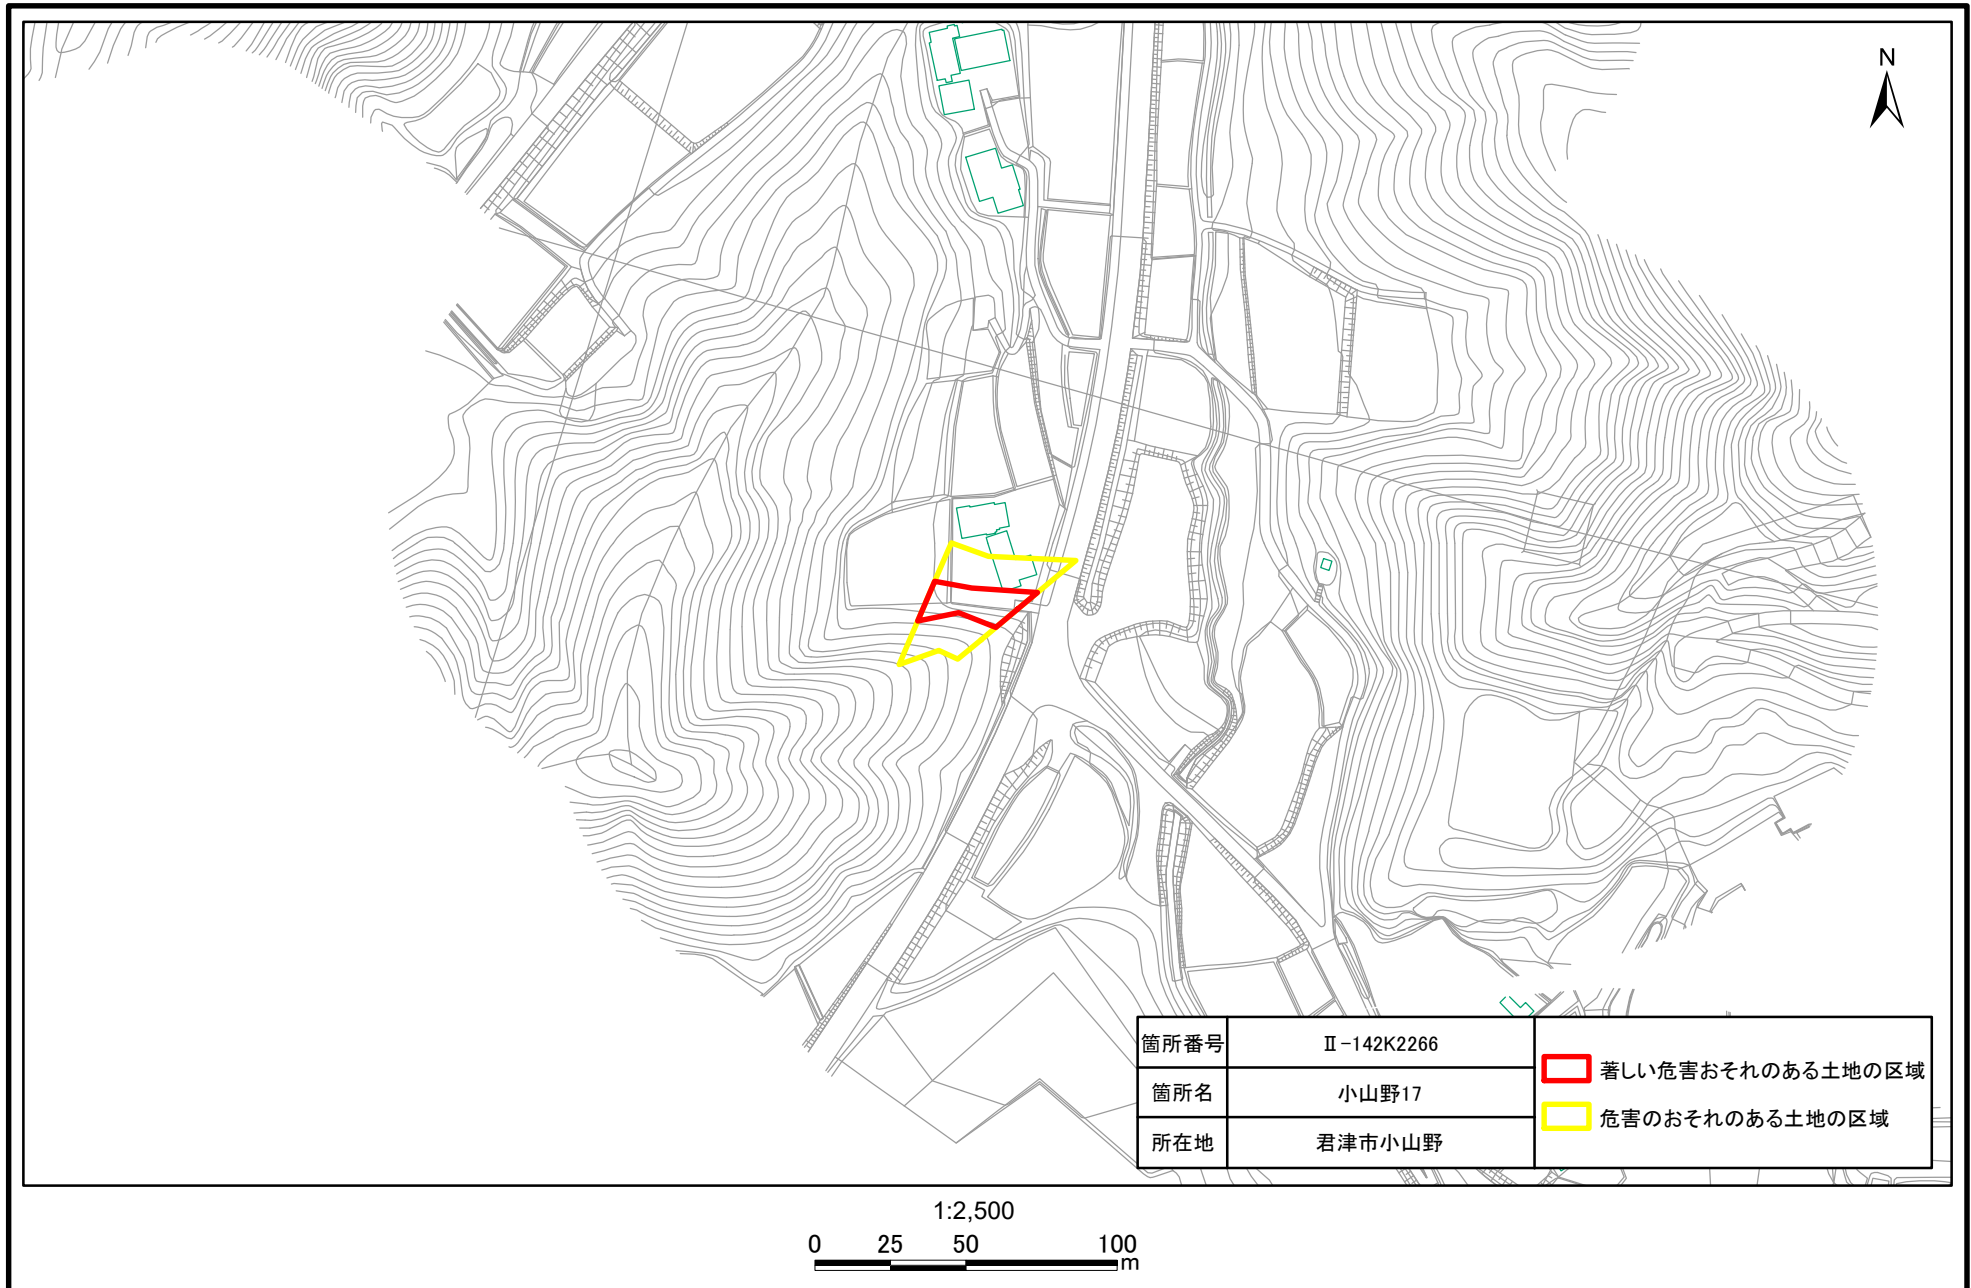 N
箇所番号 Ⅱ-142K2266
箇所名 小山野17
所在地 君津市小山野
著しい危害おそれのある土地の区域
危害のおそれのある土地の区域
1:2,500
0 25 50 100
m